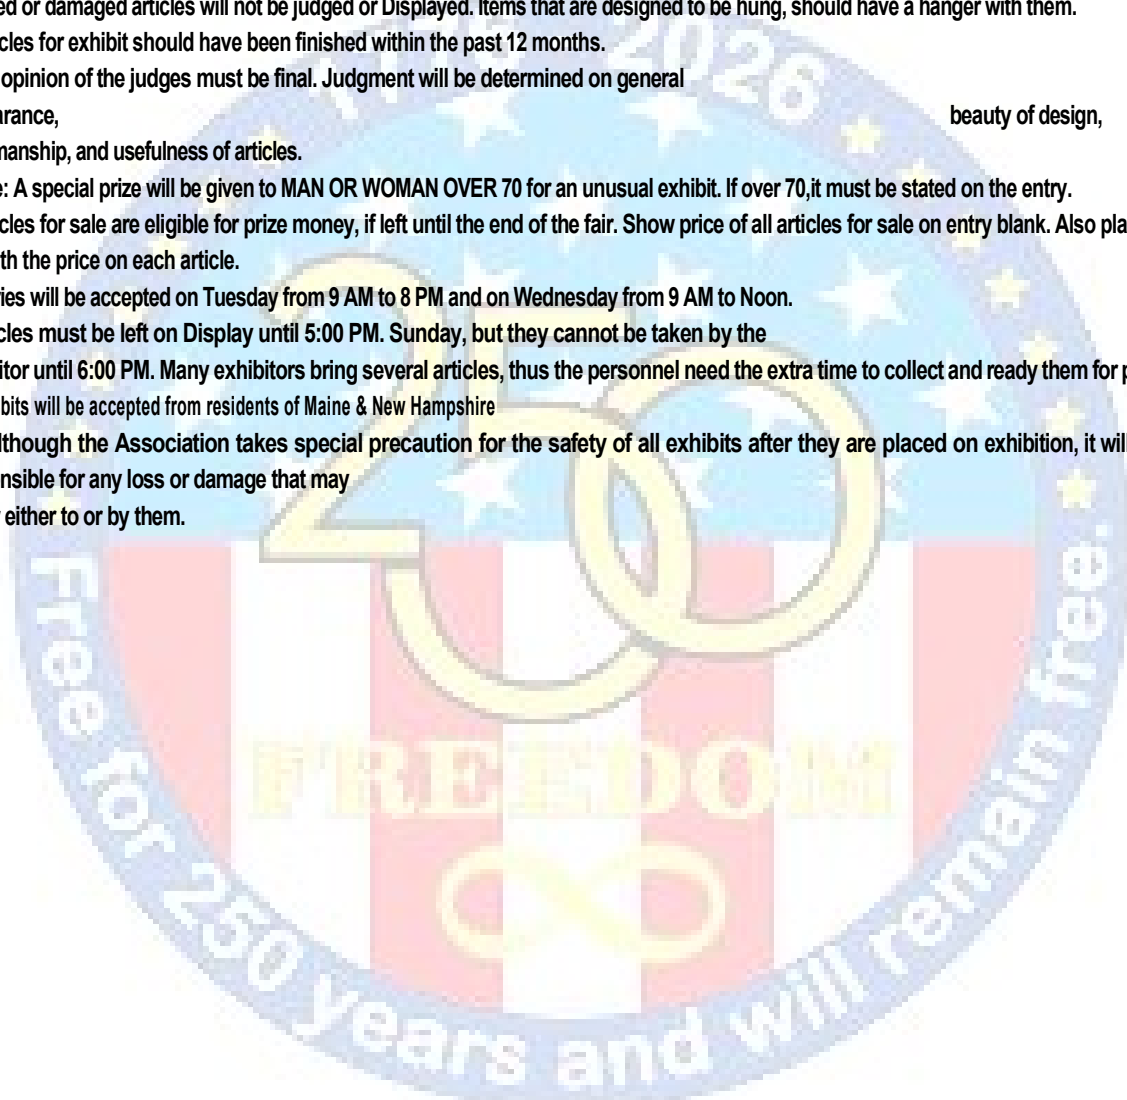 ed or damaged articles will not be judged or Displayed. Items that are designed to be hung, should have a hanger with them.
cles for exhibit should have been finished within the past 12 months.
opinion of the judges must be final. Judgment will be determined on general
arance, beauty of design,
manship, and usefulness of articles.
e: A special prize will be given to MAN OR WOMAN OVER 70 for an unusual exhibit. If over 70,it must be stated on the entry.
cles for sale are eligible for prize money, if left until the end of the fair. Show price of all articles for sale on entry blank. Also pla
th the price on each article.
ries will be accepted on Tuesday from 9 AM to 8 PM and on Wednesday from 9 AM to Noon.
cles must be left on Display until 5:00 PM. Sunday, but they cannot be taken by the
itor until 6:00 PM. Many exhibitors bring several articles, thus the personnel need the extra time to collect and ready them for p
bits will be accepted from residents of Maine & New Hampshire
lthough the Association takes special precaution for the safety of all exhibits after they are placed on exhibition, it will
onsible for any loss or damage that may
either to or by them.
2026
250
FREEDOM
Free for 250 years and will remain free.